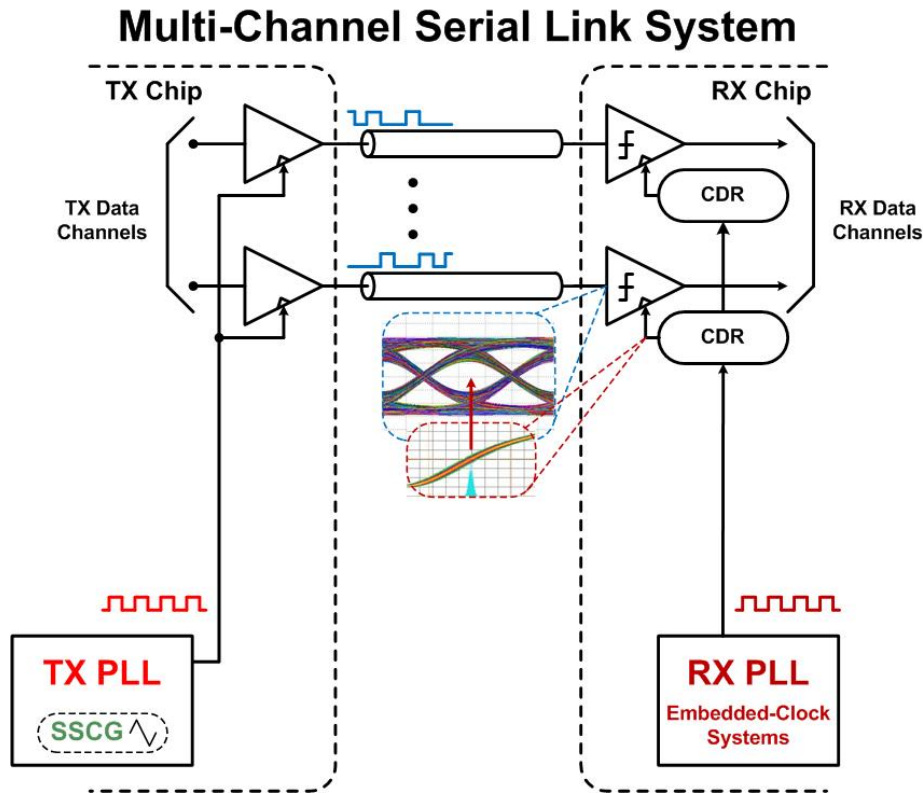 Multi-Channel Serial Link System
TX Chip
RX Chip
TX Data
Channels
CDR
RX Data
Channels
CDR
TX PLL
SSCG
RX PLL
Embedded-Clock
Systems